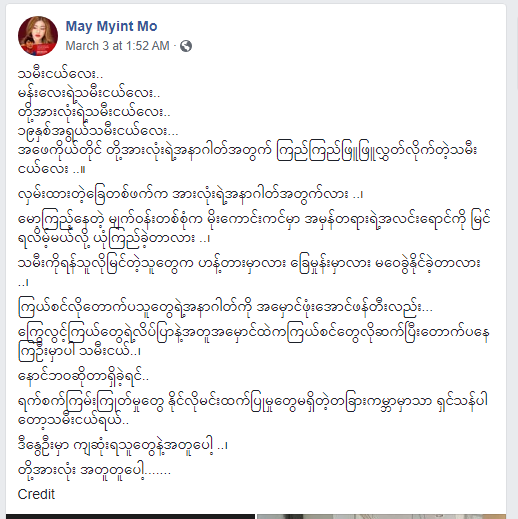 May Myint Mo
March 3 at 1:52 AM ·
သမီးငယ်လေး..
မန်းလေးရဲ့သမီးငယ်လေး..
တို့အားလုံးရဲ့သမီးငယ်လေး..
၁၉နှစ်အရွယ်သမီးငယ်လေး...
အဖေကိုယ်တိုင် တို့အားလုံးရဲ့အနာဂါတ်အတွက် ကြည်ကြည်ဖြူဖြူလွှတ်လိုက်တဲ့သမီး
ငယ်လေး ..။
လှမ်းထားတဲ့ခြေတစ်ဖက်က အားလုံးရဲ့အနာဂါတ်အတွက်လား ..၊
မော့ကြည့်နေတဲ့ မျက်ဝန်းတစ်စုံက မိုးကောင်းကင်မှာ အမှန်တရားရဲ့အလင်းရောင်ကို မြင်
ရလိမ့်မယ်လို့ ယုံကြည်ခဲ့တာလား ..၊
သမီးကိုရန်သူလိုမြင်တဲ့သူတွေက ဟန့်တားမှာလား ခြေမှုန်းမှာလား မဝေခွဲနိုင်ခဲ့တာလား
..၊
ကြယ်စင်လိုတောက်ပသူတွေရဲ့အနာဂါတ်ကို အမှောင်ဖုံးအောင်ဖန်တီးလည်း...
ကြွေလွင့်ကြယ်တွေရဲ့လိပ်ပြာနဲ့အတူအမှောင်ထဲကကြယ်စင်တွေလိုဆက်ပြီးတောက်ပနေ
ကြဦးမှာပါ သမီးငယ်..၊
နောင်ဘဝဆိုတာရှိခဲ့ရင်..
ရက်စက်ကြမ်းကြုတ်မှုတွေ နိုင်လိုမင်းထက်ပြုမှုတွေမရှိတဲ့တခြားကမ္ဘာမှာသာ ရှင်သန်ပါ
တော့သမီးငယ်ရယ်..
ဒီနွေဦးမှာ ကျဆုံးရသူတွေနဲ့အတူပေါ့ ..၊
တို့အားလုံး အတူတူပေါ့.......
Credit